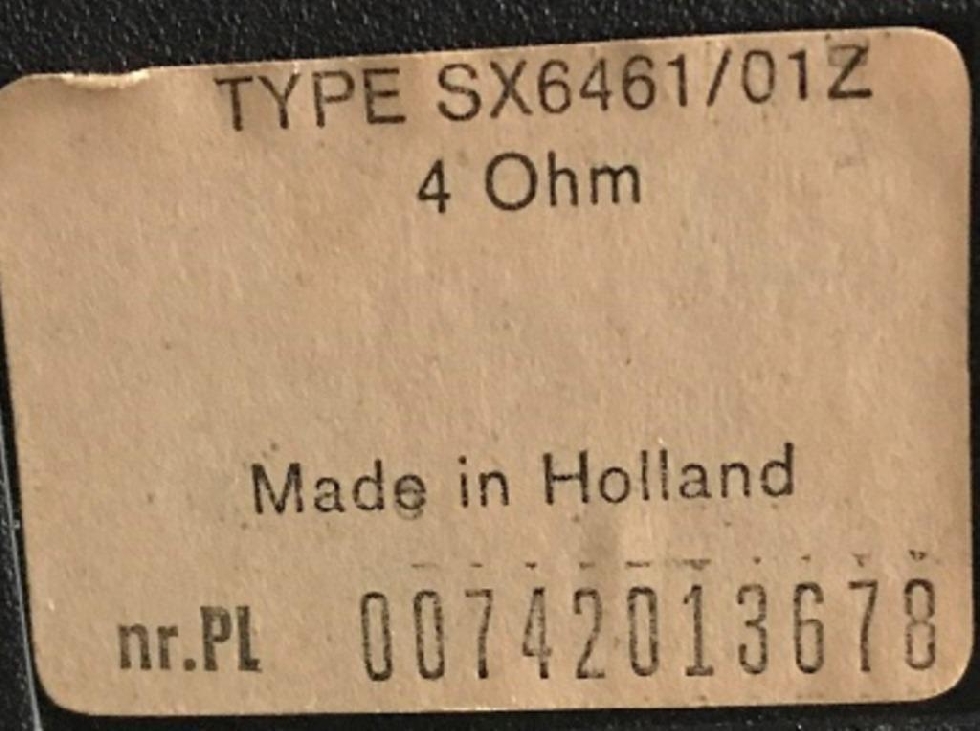 TYPE SX6461/01Z
4 Ohm
Made in Holland
nr.PL 00742013678